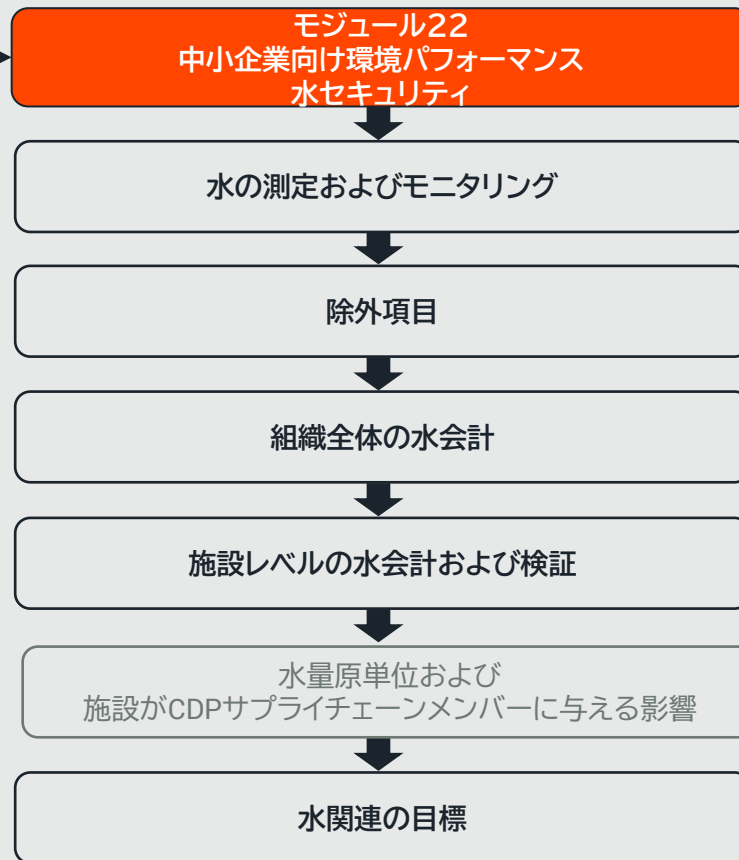 モジュール22
中小企業向け環境パフォーマンス
水セキュリティ
水の測定およびモニタリング
除外項目
組織全体の水会計
施設レベルの水会計および検証
水量原単位および
施設がCDPサプライチェーンメンバーに与える影響
水関連の目標